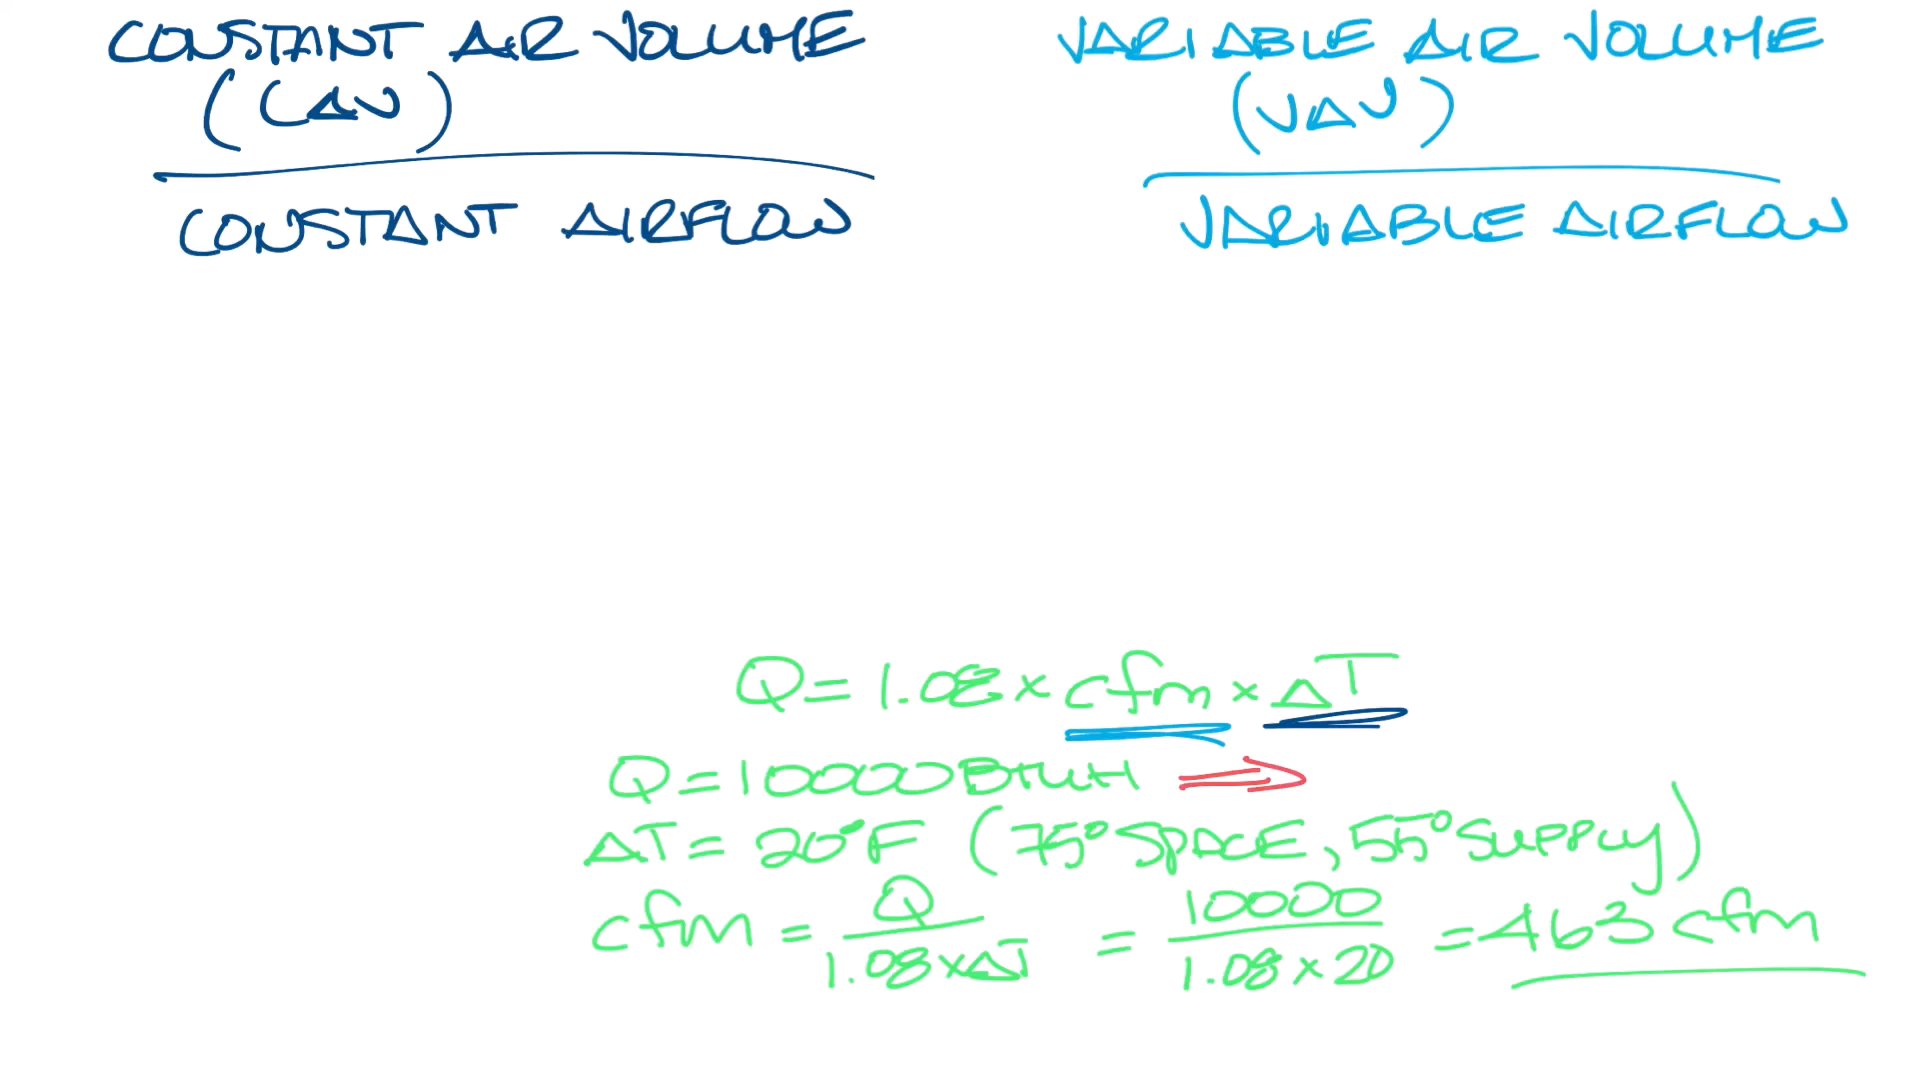 CONSTANT AIR VOLUME
(CAV)
CONSTANT AIRFLOW
VARIABLE AIR VOLUME
(VAV)
VARIABLE AIRFLOW
Q = 1.08 × cfm × ΔT
Q = 10000 BTUH ⇒
ΔT = 20°F (75° SPACE, 55° SUPPLY)
cfm = Q / 1.08 × ΔT = 10000 / 1.08 × 20 = 463 cfm